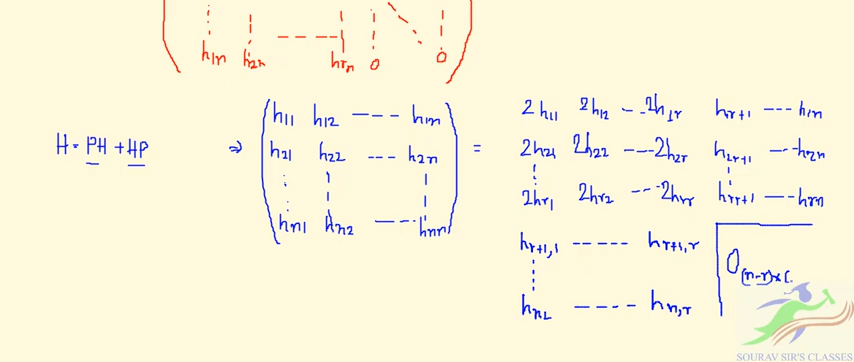 h1n h2n ---- hrn 0 0
h11 h12 --- h1n 2h11 2h12 --- 2h1r hr+1 --- h1n
H = PH + HP ⇒ h21 h22 --- h2n = 2h21 2h22 --- 2h2r h2r+1 --- h2n
2hr1 2hr2 --- 2hrr hrr+1 --- hrn
hn1 hn2 --- hnn
hr+1,1 ----- hr+1,r O(n-r)×(
hn2 ---- hn,r
SOURAV SIR'S CLASSES